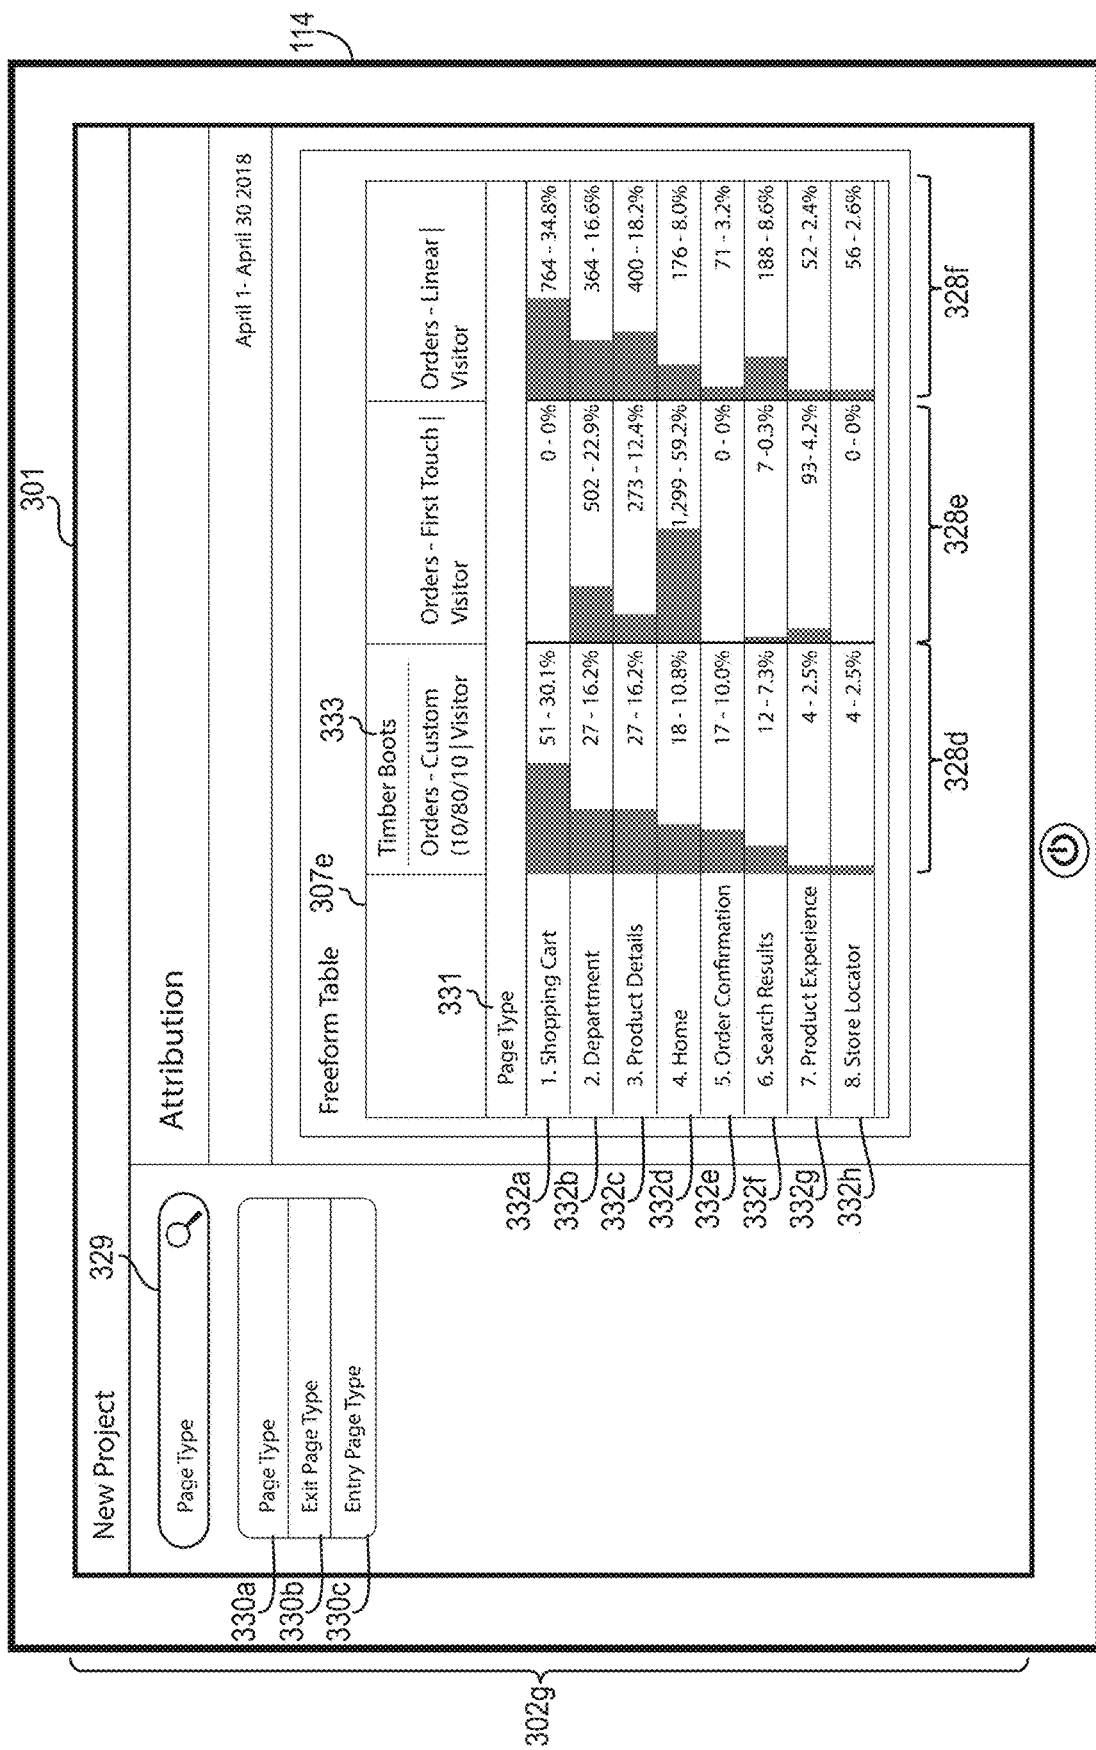 302g
114
301
New Project
329
Page Type
330a
Page Type
330b
Exit Page Type
330c
Entry Page Type
Attribution
April 1- April 30 2018
Freeform Table
307e
333
Timber Boots
Orders - Custom
(10/80/10 | Visitor
Orders - First Touch |
Visitor
Orders - Linear |
Visitor
331
Page Type
332a 1. Shopping Cart 51 - 30.1% 0 - 0% 764 - 34.8%
332b 2. Department 27 - 16.2% 502 - 22.9% 364 - 16.6%
332c 3. Product Details 27 - 16.2% 273 - 12.4% 400 - 18.2%
332d 4. Home 18 - 10.8% 1,299 - 59.2% 176 - 8.0%
332e 5. Order Confirmation 17 - 10.0% 0 - 0% 71 - 3.2%
332f 6. Search Results 12 - 7.3% 7 -0.3% 188 - 8.6%
332g 7. Product Experience 4 - 2.5% 93- 4.2% 52 - 2.4%
332h 8. Store Locator 4 - 2.5% 0 - 0% 56 - 2.6%
328d
328e
328f